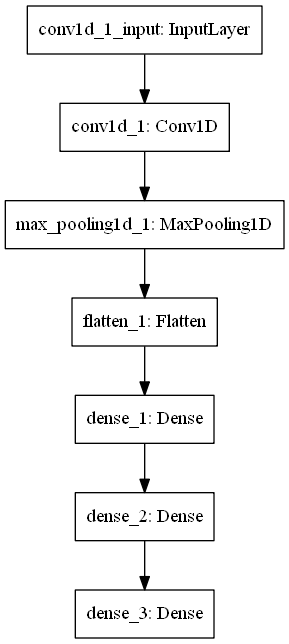 conv1d_1_input: InputLayer
conv1d_1: Conv1D
max_pooling1d_1: MaxPooling1D
flatten_1: Flatten
dense_1: Dense
dense_2: Dense
dense_3: Dense